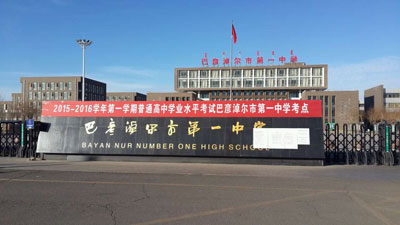 巴彦淖尔市第一中学
2015-2016学年第一学期普通高中学业水平考试巴彦淖尔市第一中学考点
巴彦淖尔市第一中学
BAYAN NUR NUMBER ONE HIGH SCHOOL